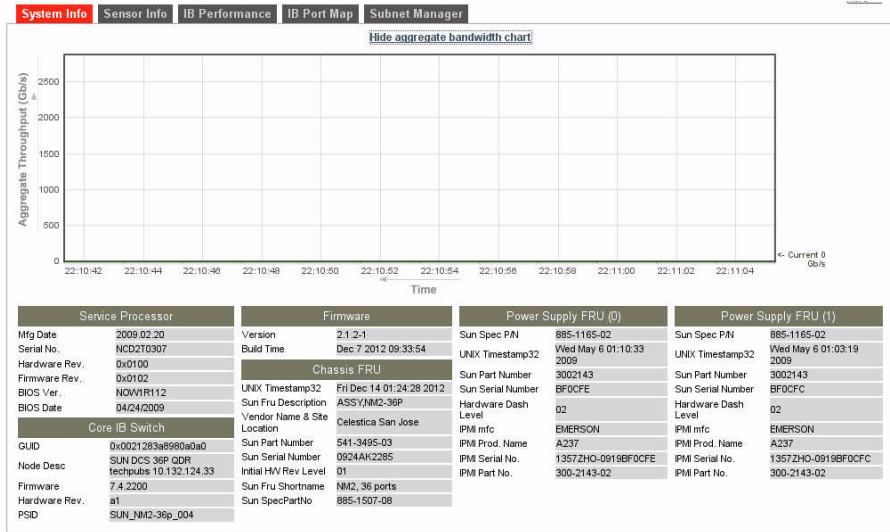 System Info Sensor Info IB Performance IB Port Map Subnet Manager
Hide aggregate bandwidth chart
Aggregate Throughput (Gb/s)
2500
2000
1500
1000
500
0
<- Current 0
Gb/s
22:10:42 22:10:44 22:10:46 22:10:48 22:10:50 22:10:52 22:10:54 22:10:56 22:10:58 22:11:00 22:11:02 22:11:04
Time
Service Processor
Mfg Date 2009.02.20
Serial No. NCD2T0307
Hardware Rev. 0x0100
Firmware Rev. 0x0102
BIOS Ver. NOW1R112
BIOS Date 04/24/2009
Core IB Switch
GUID 0x0021283a8980a0a0
Node Desc SUN DCS 36P QDR
techpubs 10.132.124.33
Firmware 7.4.2200
Hardware Rev. a1
PSID SUN_NM2-36p_004
Firmware
Version 2.1.2-1
Build Time Dec 7 2012 09:33:54
Chassis FRU
UNIX Timestamp32 Fri Dec 14 01:24:28 2012
Sun Fru Description ASSY,NM2-36P
Vendor Name & Site
Location Celestica San Jose
Sun Part Number 541-3495-03
Sun Serial Number 0924AK2285
Initial HW Rev Level 01
Sun Fru Shortname NM2, 36 ports
Sun SpecPartNo 885-1507-08
Power Supply FRU (0)
Sun Spec P/N 885-1165-02
UNIX Timestamp32 Wed May 6 01:10:33
2009
Sun Part Number 3002143
Sun Serial Number BF0CFE
Hardware Dash
Level 02
IPMI mfc EMERSON
IPMI Prod. Name A237
IPMI Serial No. 1357ZHO-0919BF0CFE
IPMI Part No. 300-2143-02
Power Supply FRU (1)
Sun Spec P/N 885-1165-02
UNIX Timestamp32 Wed May 6 01:03:19
2009
Sun Part Number 3002143
Sun Serial Number BF0CFC
Hardware Dash
Level 02
IPMI mfc EMERSON
IPMI Prod. Name A237
IPMI Serial No. 1357ZHO-0919BF0CFC
IPMI Part No. 300-2143-02